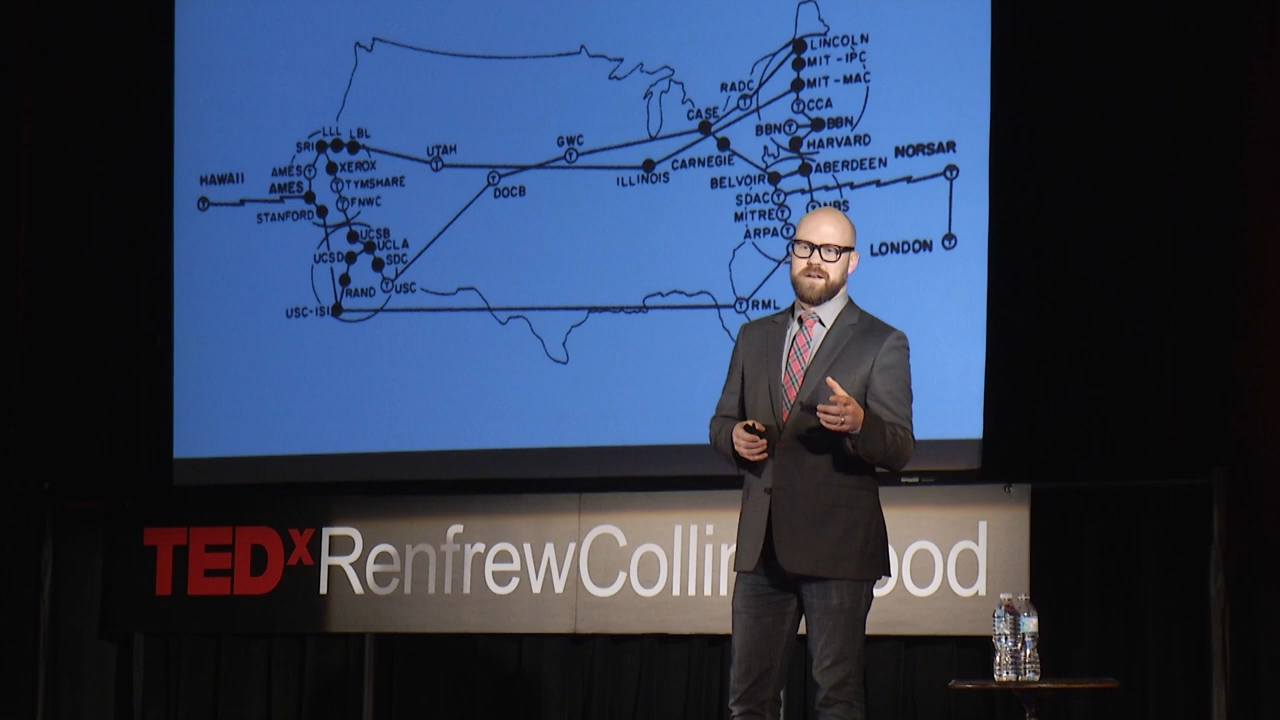 LINCOLN
MIT-IPC
MIT-MAC
RADC
CCA
CASE
BBN
BBN
HARVARD
LLL
LBL
SRI
UTAH
GWC
CARNEGIE
ABERDEEN
NORSAR
AMES
XEROX
ILLINOIS
BELVOIR
HAWAII
AMES
TYMSHARE
DOCB
SDAC
NBS
STANFORD
FNWC
MITRE
UCSB
ARPA
UCLA
LONDON
UCSD
SDC
RAND
USC
USC-ISI
RML
TEDxRenfrewCollin ood